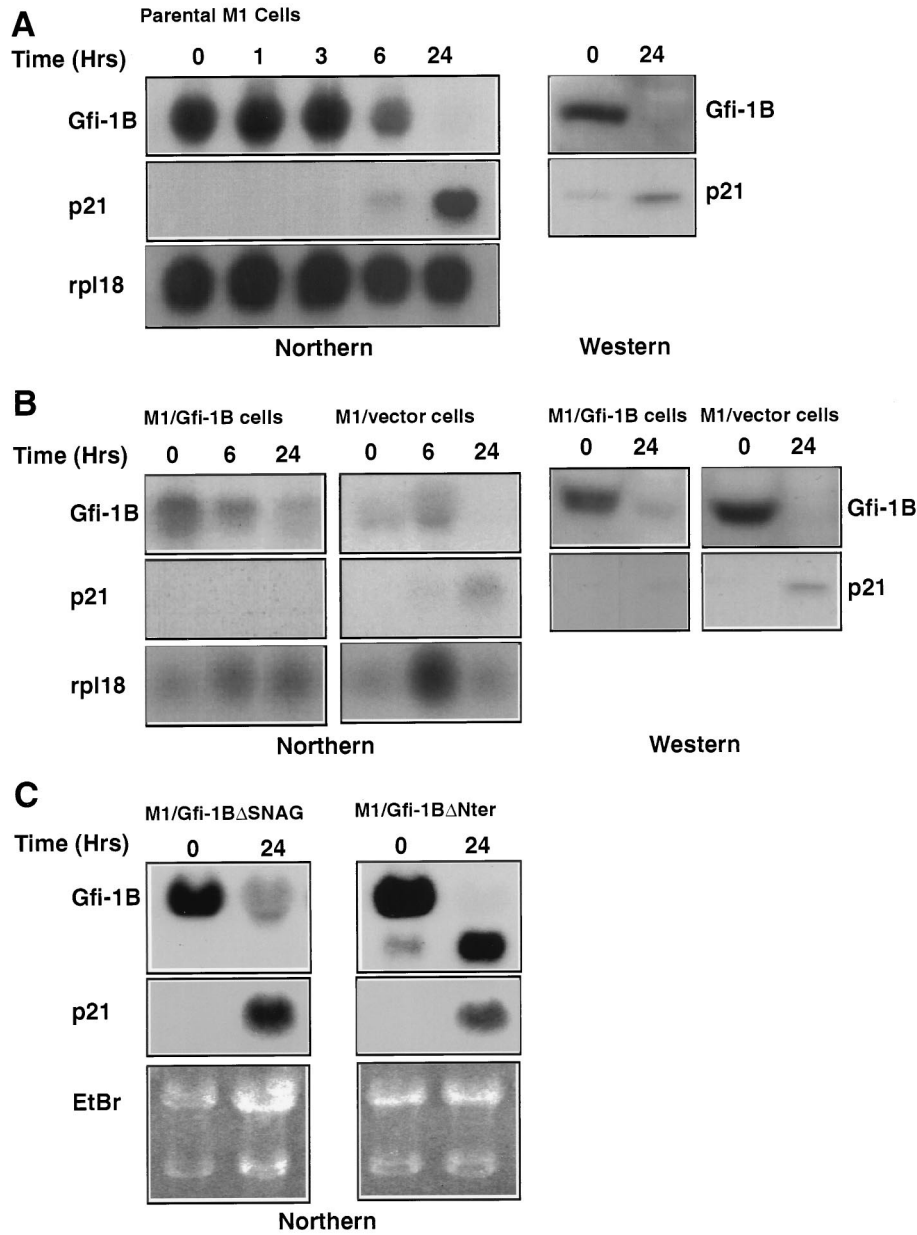 A
Parental M1 Cells
Time (Hrs) 0 1 3 6 24 0 24
Gfi-1B Gfi-1B
p21 p21
rpl18
Northern Western
B
M1/Gfi-1B cells M1/vector cells M1/Gfi-1B cells M1/vector cells
Time (Hrs) 0 6 24 0 6 24 0 24 0 24
Gfi-1B Gfi-1B
p21 p21
rpl18
Northern Western
C
M1/Gfi-1BΔSNAG M1/Gfi-1BΔNter
Time (Hrs) 0 24 0 24
Gfi-1B
p21
EtBr
Northern